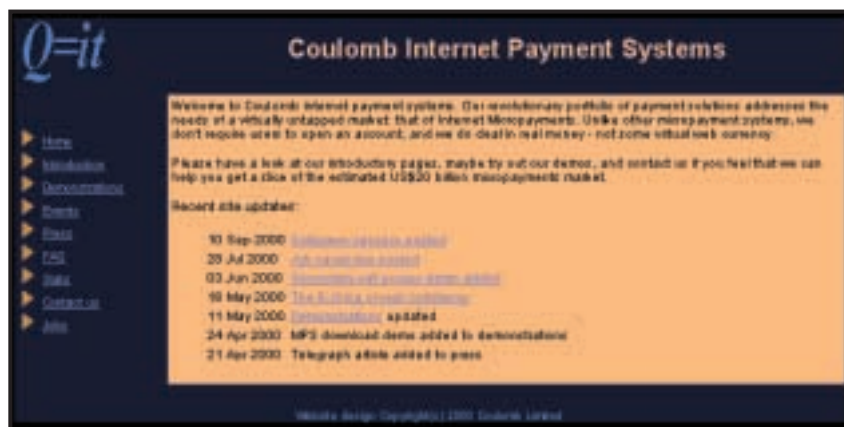 Q=it
Coulomb Internet Payment Systems
Welcome to Coulomb Internet payment systems. Our revolutionary portfolio of payment solutions addresses the
needs of a virtually untapped market: that of Internet Micropayments. Unlike other micropayment systems, we
don't require users to open an account, and we do deal in real money - not some virtual web currency.
Please have a look at our introductory pages, maybe try out our demos, and contact us if you feel that we can
help you get a slice of the estimated US$20 billion micropayments market.
Recent site updates:
Home
Introduction
Demonstrations
Events
Press
FAQ
Contact us
Jobs
10 Sep 2000
28 Jul 2000
03 Jun 2000
18 May 2000
11 May 2000 Demonstrations updated
24 Apr 2000 MPS download demo added to demonstrations
21 Apr 2000 Telegraph article added to press
Website design Copyright(c) 2000 Coulomb Limited